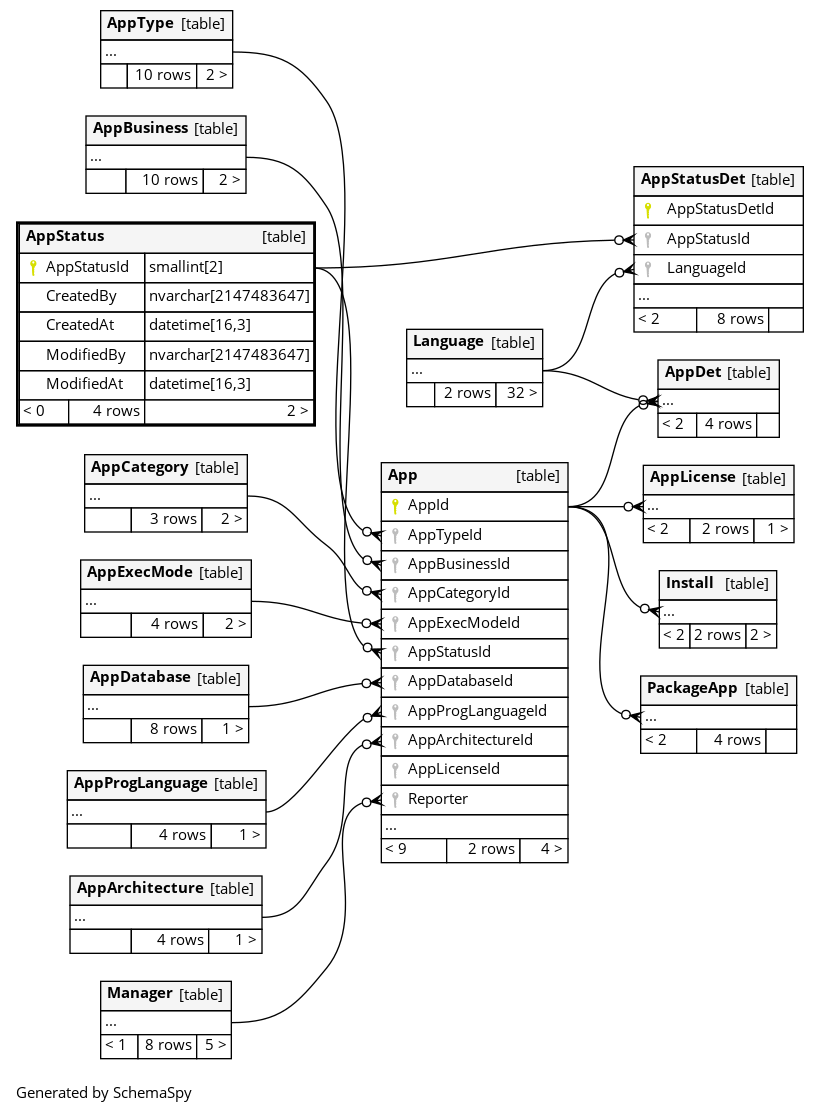 AppType [table]
...
10 rows 2 >
AppBusiness [table]
...
10 rows 2 >
AppStatus [table]
AppStatusId smallint[2]
CreatedBy nvarchar[2147483647]
CreatedAt datetime[16,3]
ModifiedBy nvarchar[2147483647]
ModifiedAt datetime[16,3]
< 0 4 rows 2 >
AppCategory [table]
...
3 rows 2 >
AppExecMode [table]
...
4 rows 2 >
AppDatabase [table]
...
8 rows 1 >
AppProgLanguage [table]
...
4 rows 1 >
AppArchitecture [table]
...
4 rows 1 >
Manager [table]
...
< 1 8 rows 5 >
Language [table]
...
2 rows 32 >
App [table]
AppId
AppTypeId
AppBusinessId
AppCategoryId
AppExecModeId
AppStatusId
AppDatabaseId
AppProgLanguageId
AppArchitectureId
AppLicenseId
Reporter
...
< 9 2 rows 4 >
AppStatusDet [table]
AppStatusDetId
AppStatusId
LanguageId
...
< 2 8 rows
AppDet [table]
...
< 2 4 rows
AppLicense [table]
...
< 2 2 rows 1 >
Install [table]
...
< 2 2 rows 2 >
PackageApp [table]
...
< 2 4 rows
Generated by SchemaSpy